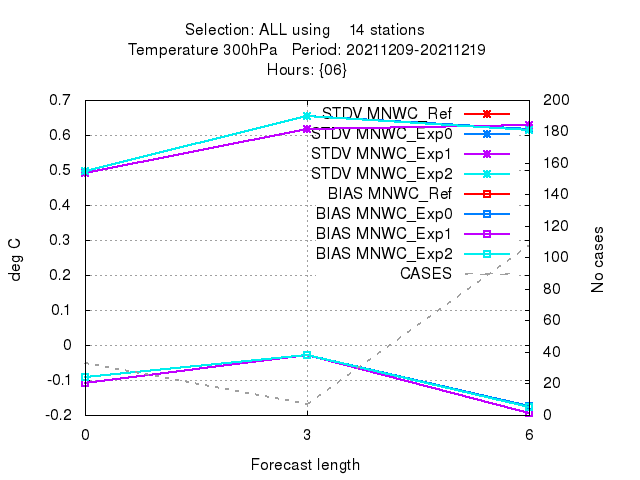 Selection: ALL using 14 stations
Temperature 300hPa Period: 20211209-20211219
Hours: {06}
0.7
0.6
0.5
0.4
0.3
0.2
0.1
0
-0.1
-0.2
deg C
STDV MNWC_Ref
STDV MNWC_Exp0
STDV MNWC_Exp1
STDV MNWC_Exp2
BIAS MNWC_Ref
BIAS MNWC_Exp0
BIAS MNWC_Exp1
BIAS MNWC_Exp2
CASES
200
180
160
140
120
100
80
60
40
20
0
No cases
0 3 6
Forecast length